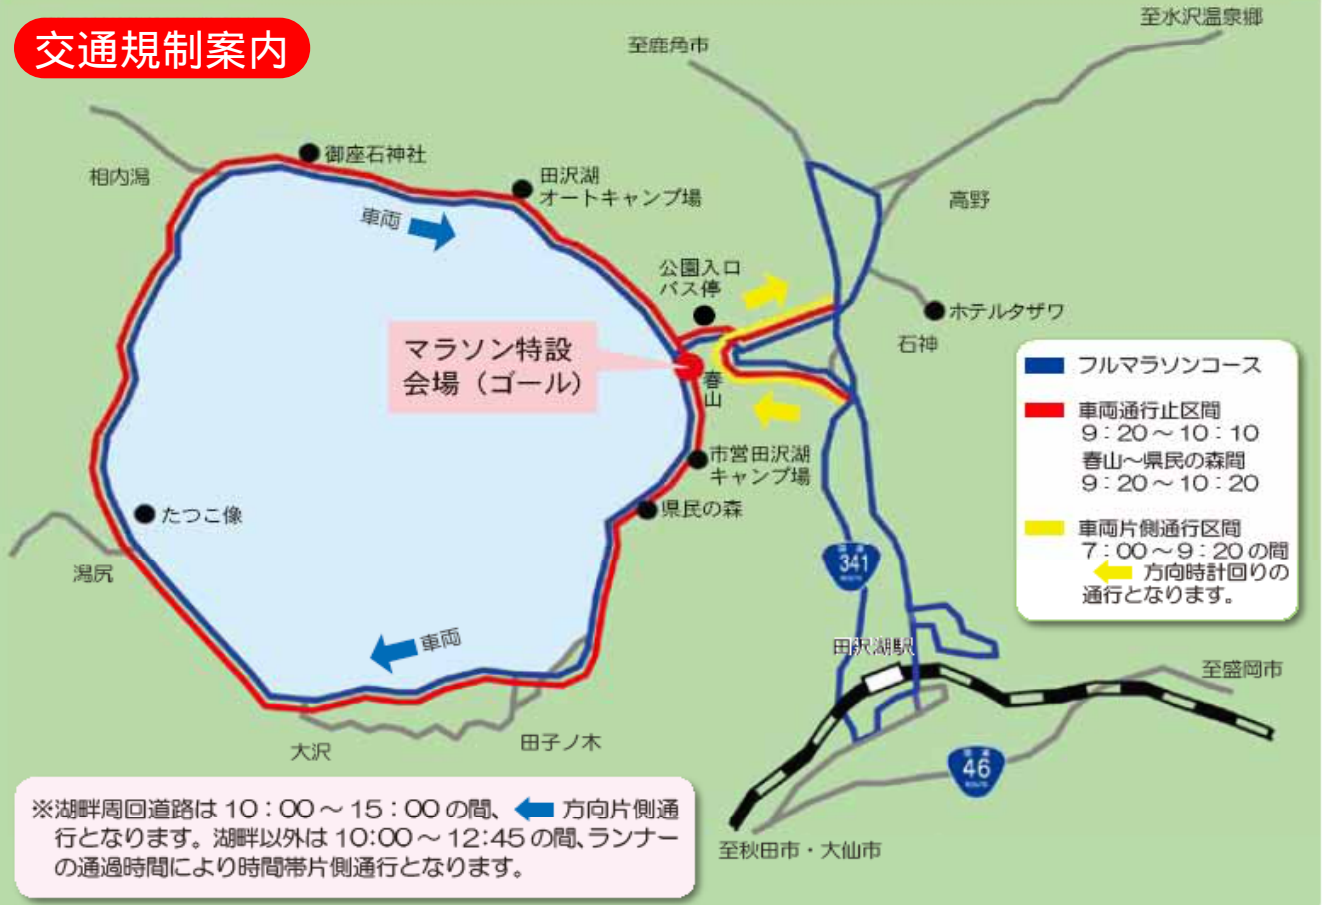 交通規制案内
至水沢温泉郷
至鹿角市
御座石神社
相内潟
田沢湖
オートキャンプ場
高野
車両
公園入口
バス停
ホテルタザワ
石神
マラソン特設
会場（ゴール）
春山
フルマラソンコース
車両通行止区間
9：20～10：10
春山～県民の森間
9：20～10：20
車両片側通行区間
7：00～9：20の間
方向時計回りの
通行となります。
市営田沢湖
キャンプ場
県民の森
たつこ像
潟尻
国道
341
ROUTE
車両
田沢湖駅
至盛岡市
大沢
田子ノ木
国道
46
ROUTE
至秋田市・大仙市
※湖畔周回道路は10：00～15：00の間、方向片側通
行となります。湖畔以外は10:00～12:45の間、ランナー
の通過時間により時間帯片側通行となります。